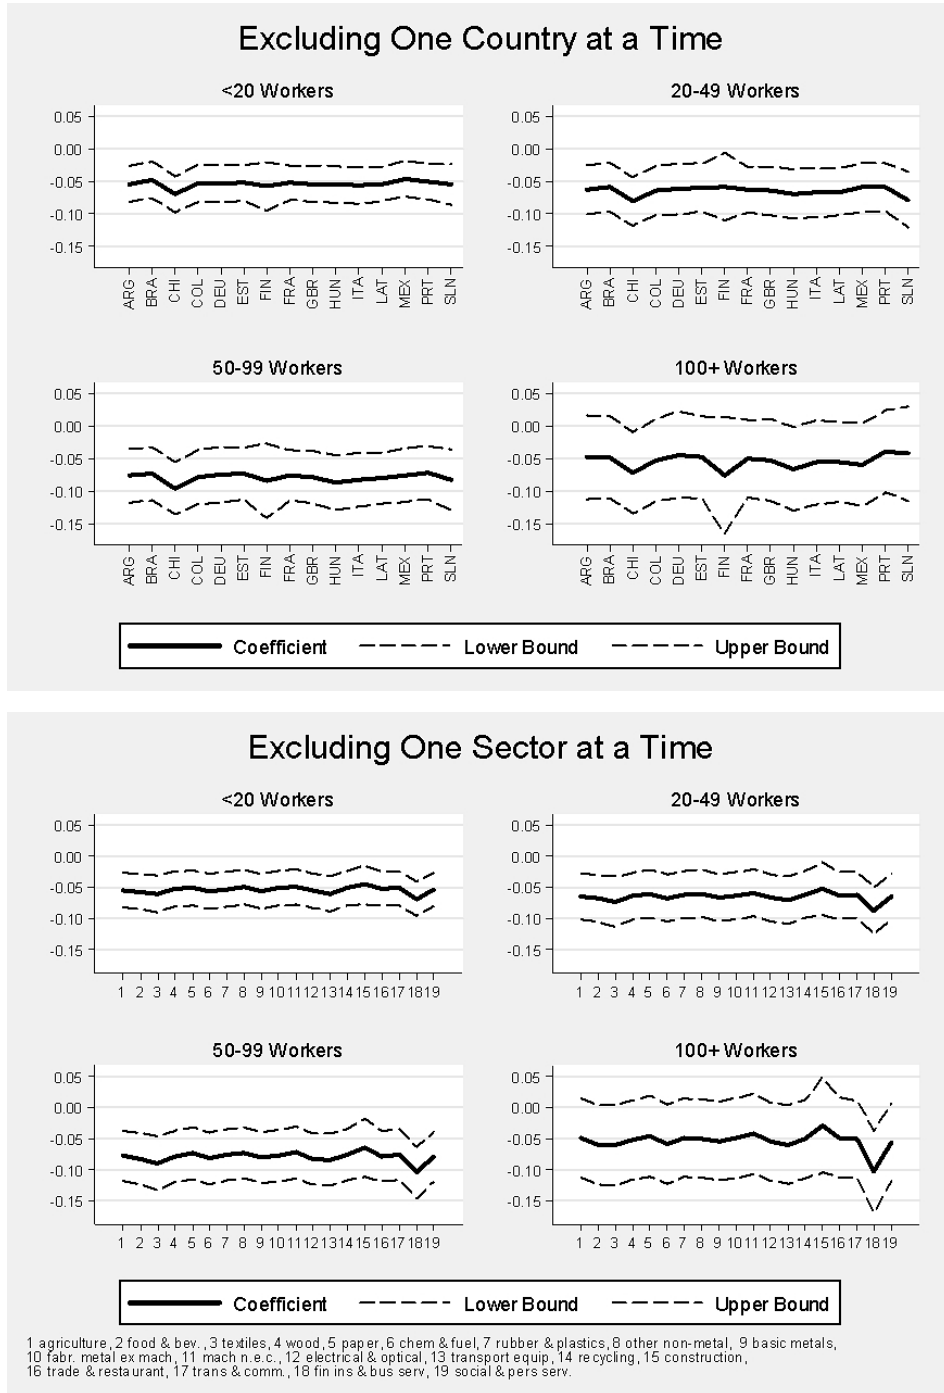 Excluding One Country at a Time
<20 Workers
0.05
0.00
-0.05
-0.10
-0.15
ARG BRA CHI COL DEU EST FIN FRA GBR HUN ITA LAT MEX PRT SLN
20-49 Workers
0.05
0.00
-0.05
-0.10
-0.15
ARG BRA CHI COL DEU EST FIN FRA GBR HUN ITA LAT MEX PRT SLN
50-99 Workers
0.05
0.00
-0.05
-0.10
-0.15
ARG BRA CHI COL DEU EST FIN FRA GBR HUN ITA LAT MEX PRT SLN
100+ Workers
0.05
0.00
-0.05
-0.10
-0.15
ARG BRA CHI COL DEU EST FIN FRA GBR HUN ITA LAT MEX PRT SLN
Coefficient Lower Bound Upper Bound
Excluding One Sector at a Time
<20 Workers
0.05
0.00
-0.05
-0.10
-0.15
1 2 3 4 5 6 7 8 9 10 11 12 13 14 15 16 17 18 19
20-49 Workers
0.05
0.00
-0.05
-0.10
-0.15
1 2 3 4 5 6 7 8 9 10 11 12 13 14 15 16 17 18 19
50-99 Workers
0.05
0.00
-0.05
-0.10
-0.15
1 2 3 4 5 6 7 8 9 10 11 12 13 14 15 16 17 18 19
100+ Workers
0.05
0.00
-0.05
-0.10
-0.15
1 2 3 4 5 6 7 8 9 10 11 12 13 14 15 16 17 18 19
Coefficient Lower Bound Upper Bound
1 agriculture, 2 food & bev., 3 textiles, 4 wood, 5 paper, 6 chem & fuel, 7 rubber & plastics, 8 other non-metal, 9 basic metals,
10 fabr. metal ex mach, 11 mach n.e.c., 12 electrical & optical, 13 transport equip, 14 recycling, 15 construction,
16 trade & restaurant, 17 trans & comm., 18 fin ins & bus serv, 19 social & pers serv.